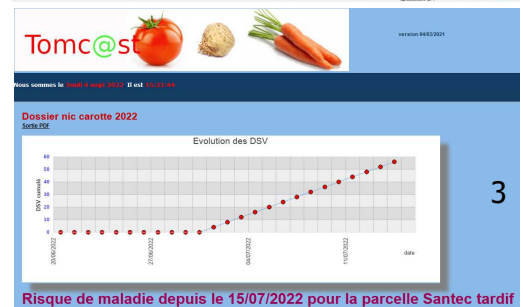 Tomc@st
version 04/03/2021
Nous sommes le jeudi 4 août 2022 Il est
Dossier nic carotte 2022
Sortie PDF
Evolution des DSV
60
50
40
30
20
10
0
DSV cumulé
20/06/2022
27/06/2022
04/07/2022
11/07/2022
date
3
Risque de maladie depuis le 15/07/2022 pour la parcelle Santec tardif